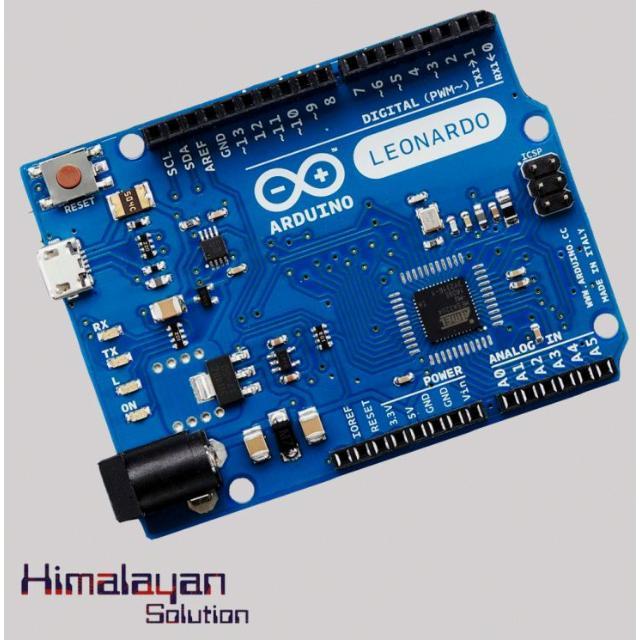 RX◄0
TX1►1
2
~3
4
~5
~6
7
8
~9
~10
~11
12
~13
GND
AREF
SDA
SCL
DIGITAL (PWM~)
LEONARDO
ARDUINO
ICSP
RESET
504C
RX
TX
L
ON
WWW.ARDUINO.CC
MADE IN ITALY
ANALOG IN
A0
A1
A2
A3
A4
A5
POWER
IOREF
RESET
3.3V
5V
GND
GND
Vin
Himalayan
Solution